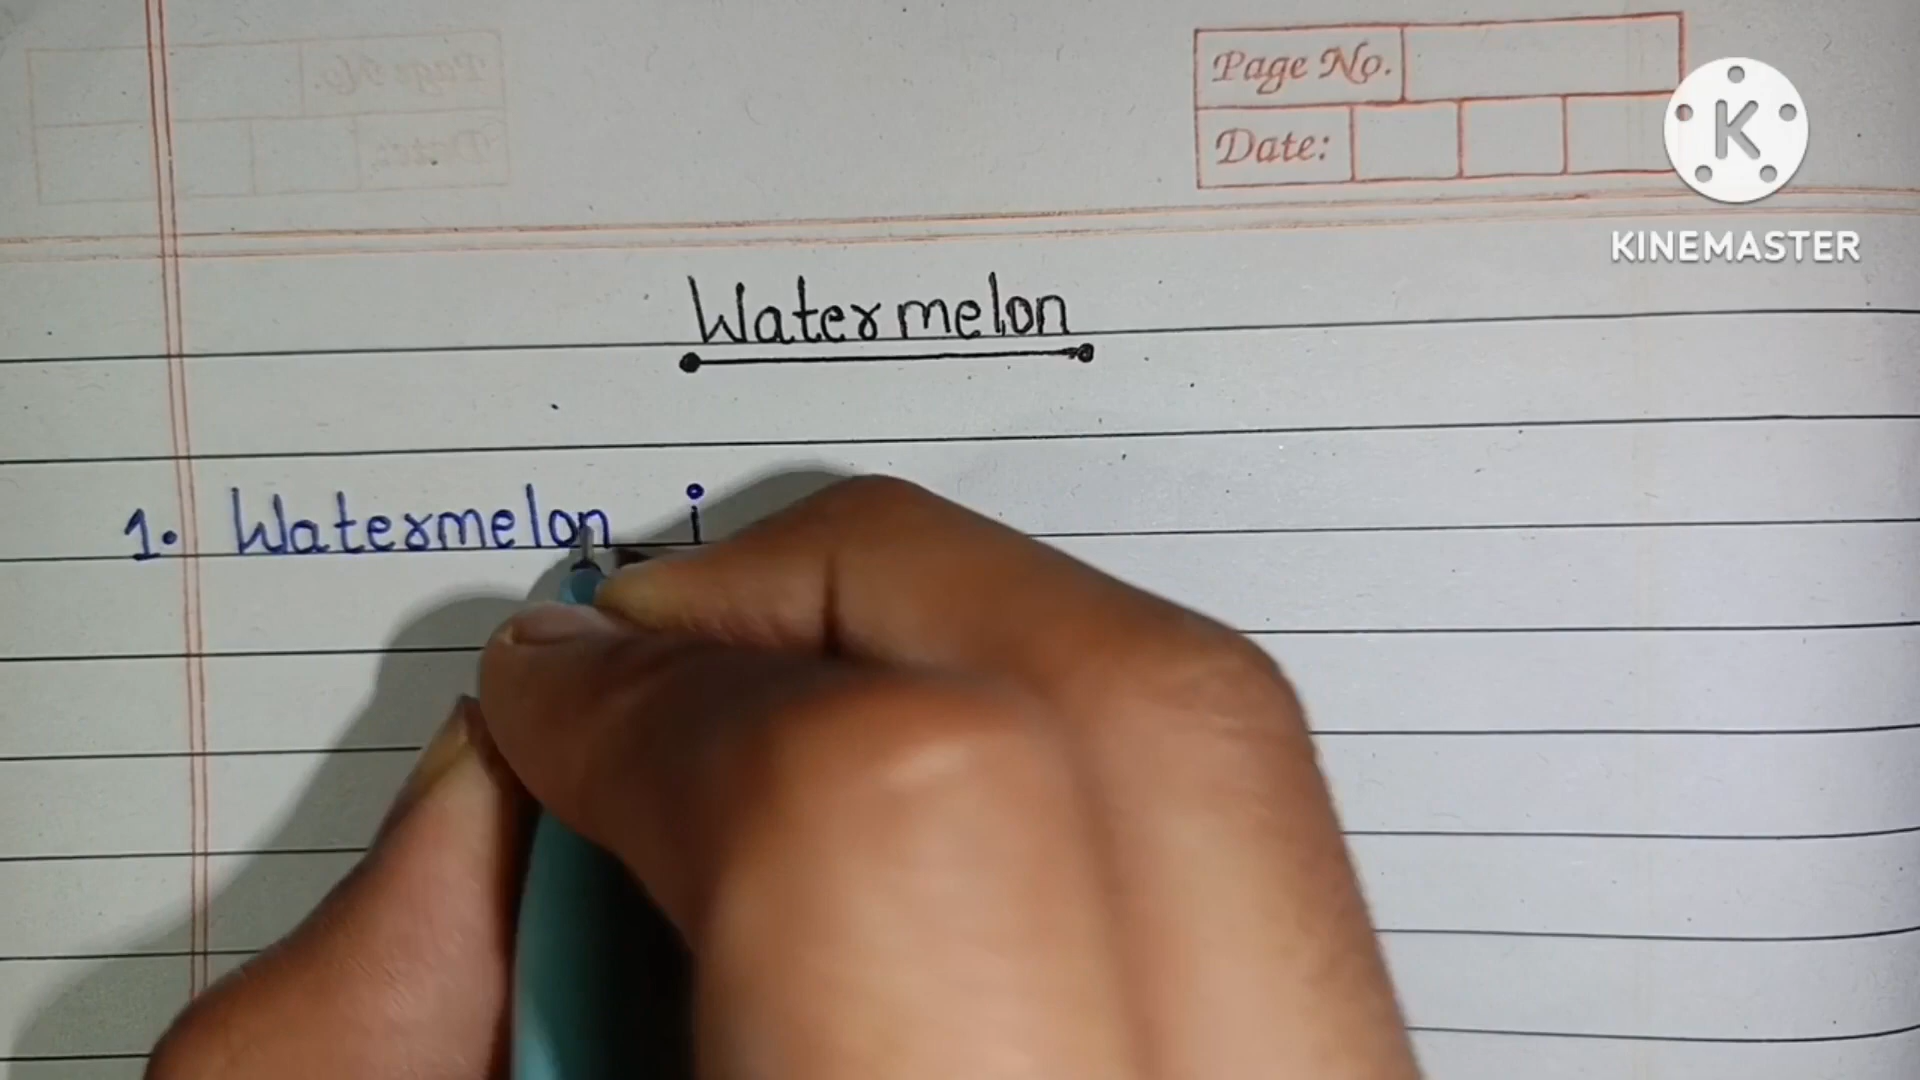 Page No.
Date:
K
KINEMASTER
Watermelon
1. Watermelon i